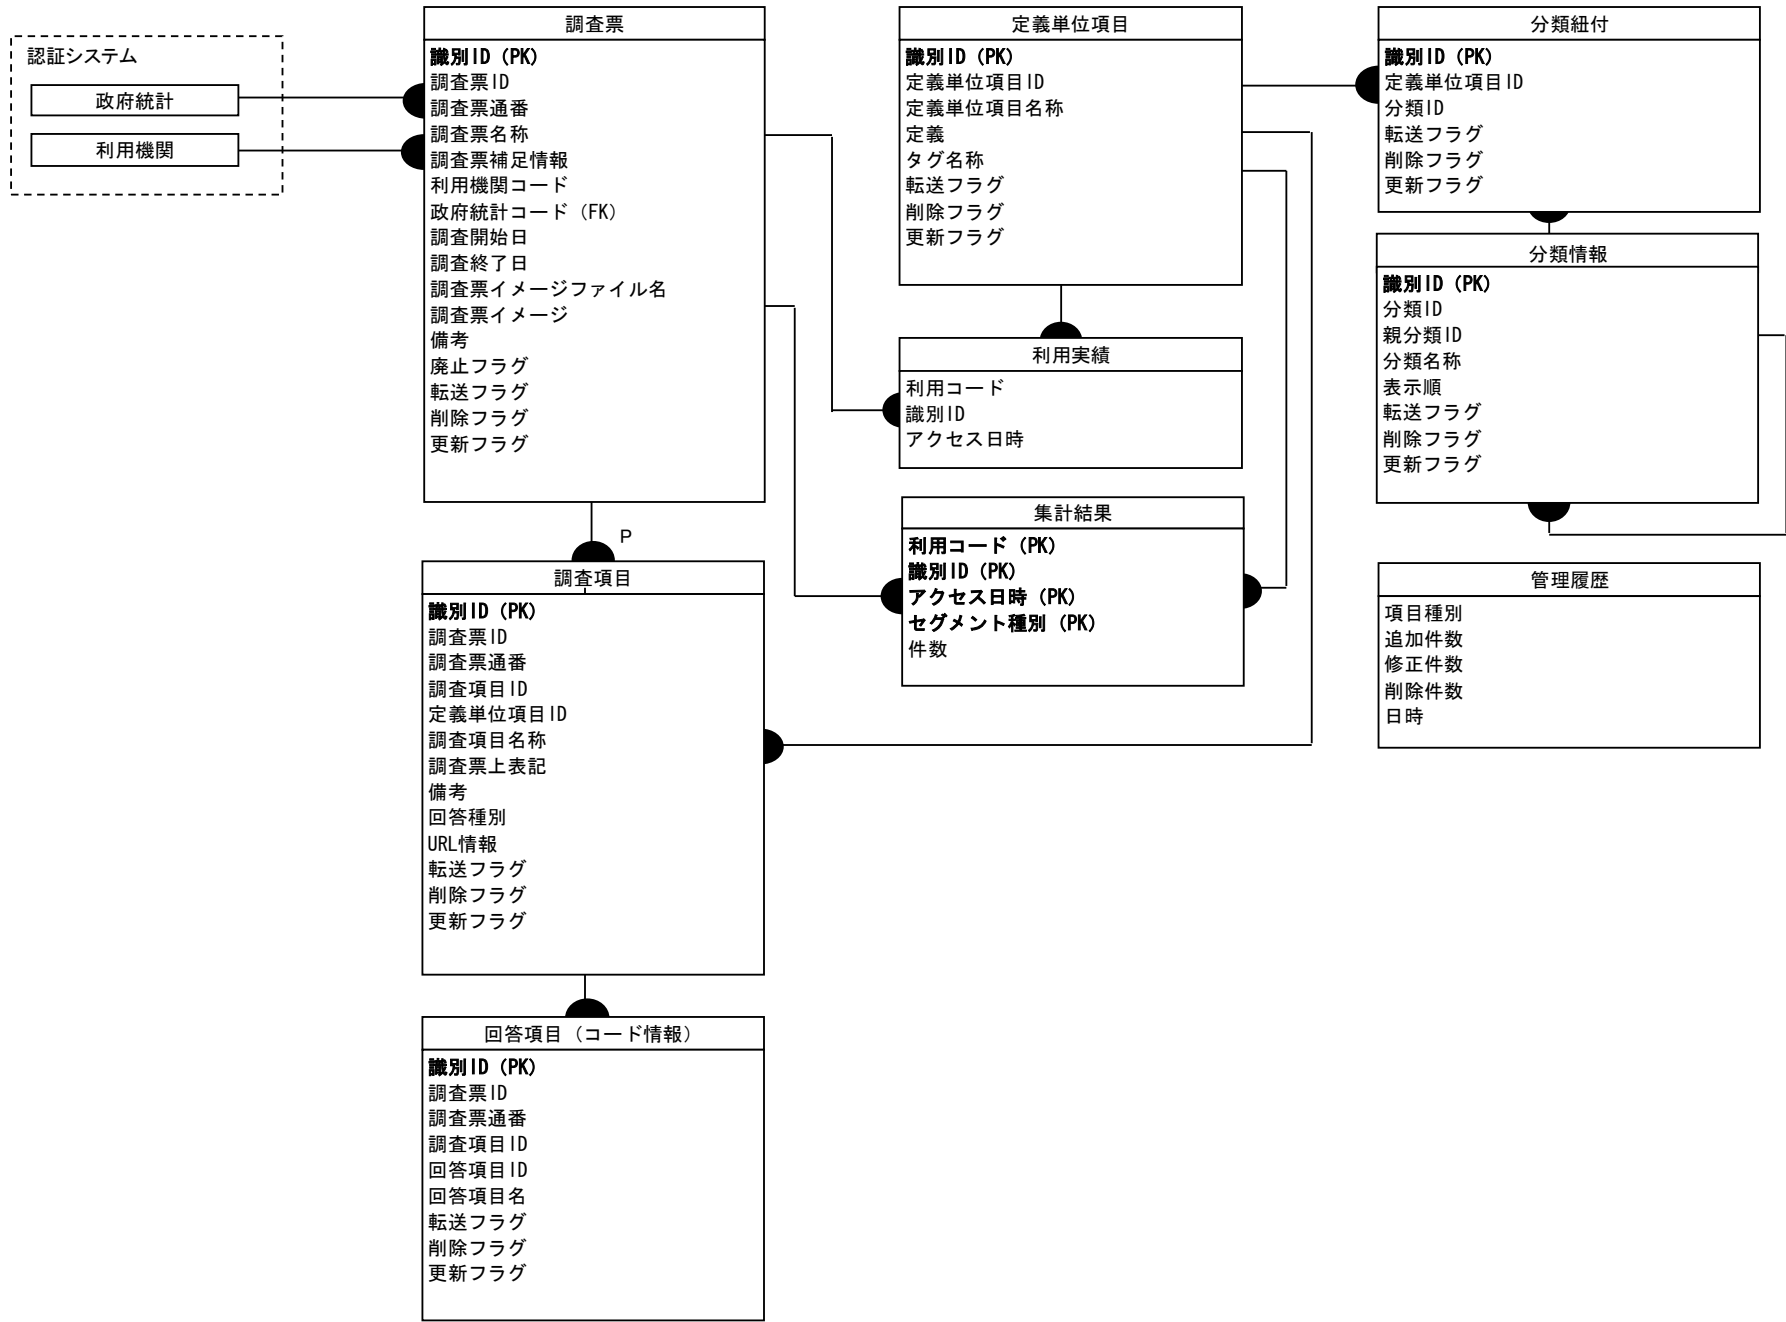 認証システム
政府統計
利用機関
調査票
識別ID（PK）
調査票ID
調査票通番
調査票名称
調査票補足情報
利用機関コード
政府統計コード（FK）
調査開始日
調査終了日
調査票イメージファイル名
調査票イメージ
備考
廃止フラグ
転送フラグ
削除フラグ
更新フラグ
P
調査項目
識別ID（PK）
調査票ID
調査票通番
調査項目ID
定義単位項目ID
調査項目名称
調査票上表記
備考
回答種別
URL情報
転送フラグ
削除フラグ
更新フラグ
回答項目（コード情報）
識別ID（PK）
調査票ID
調査票通番
調査項目ID
回答項目ID
回答項目名
転送フラグ
削除フラグ
更新フラグ
定義単位項目
識別ID（PK）
定義単位項目ID
定義単位項目名称
定義
タグ名称
転送フラグ
削除フラグ
更新フラグ
利用実績
利用コード
識別ID
アクセス日時
集計結果
利用コード（PK）
識別ID（PK）
アクセス日時（PK）
セグメント種別（PK）
件数
分類紐付
識別ID（PK）
定義単位項目ID
分類ID
転送フラグ
削除フラグ
更新フラグ
分類情報
識別ID（PK）
分類ID
親分類ID
分類名称
表示順
転送フラグ
削除フラグ
更新フラグ
管理履歴
項目種別
追加件数
修正件数
削除件数
日時